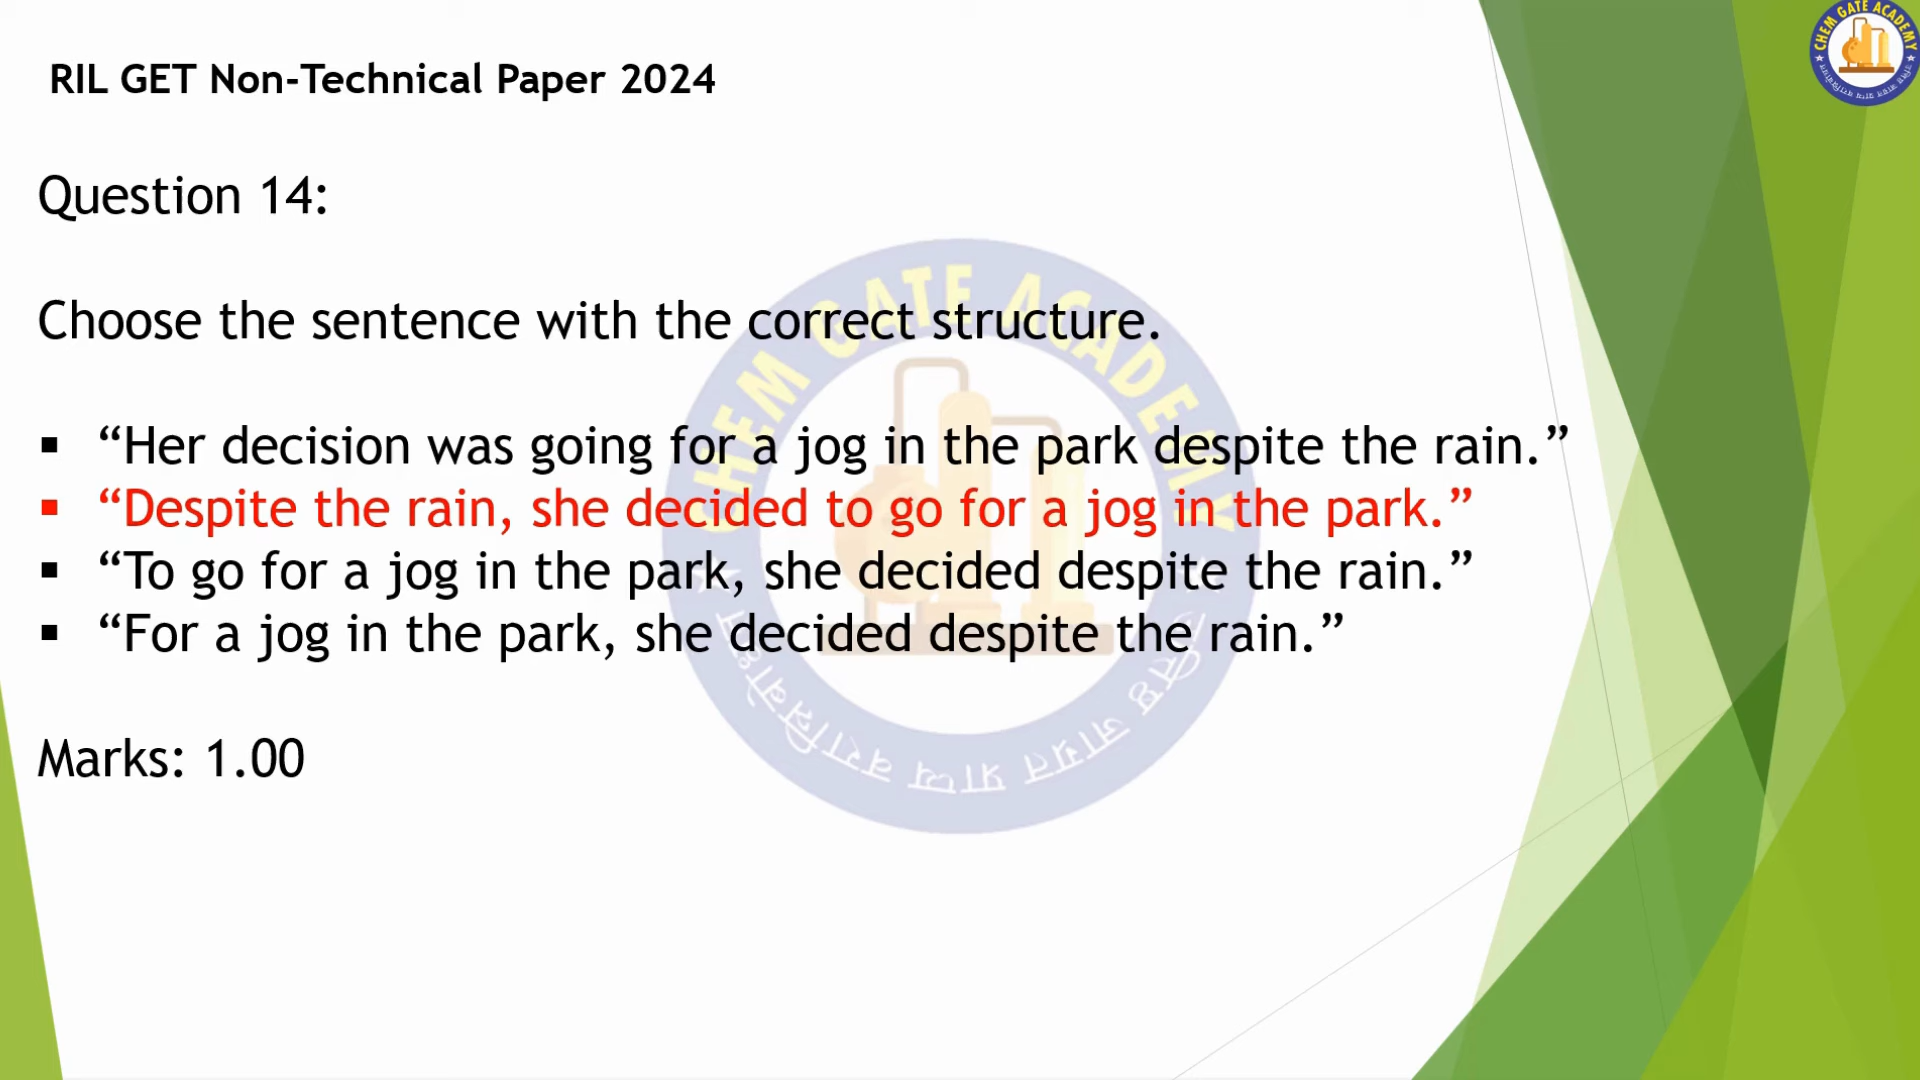 CHEM GATE ACADEMY
RIL GET Non-Technical Paper 2024
Question 14:
Choose the sentence with the correct structure.
▪ “Her decision was going for a jog in the park despite the rain.”
▪ “Despite the rain, she decided to go for a jog in the park.”
▪ “To go for a jog in the park, she decided despite the rain.”
▪ “For a jog in the park, she decided despite the rain.”
Marks: 1.00
CHEM GATE ACADEMY